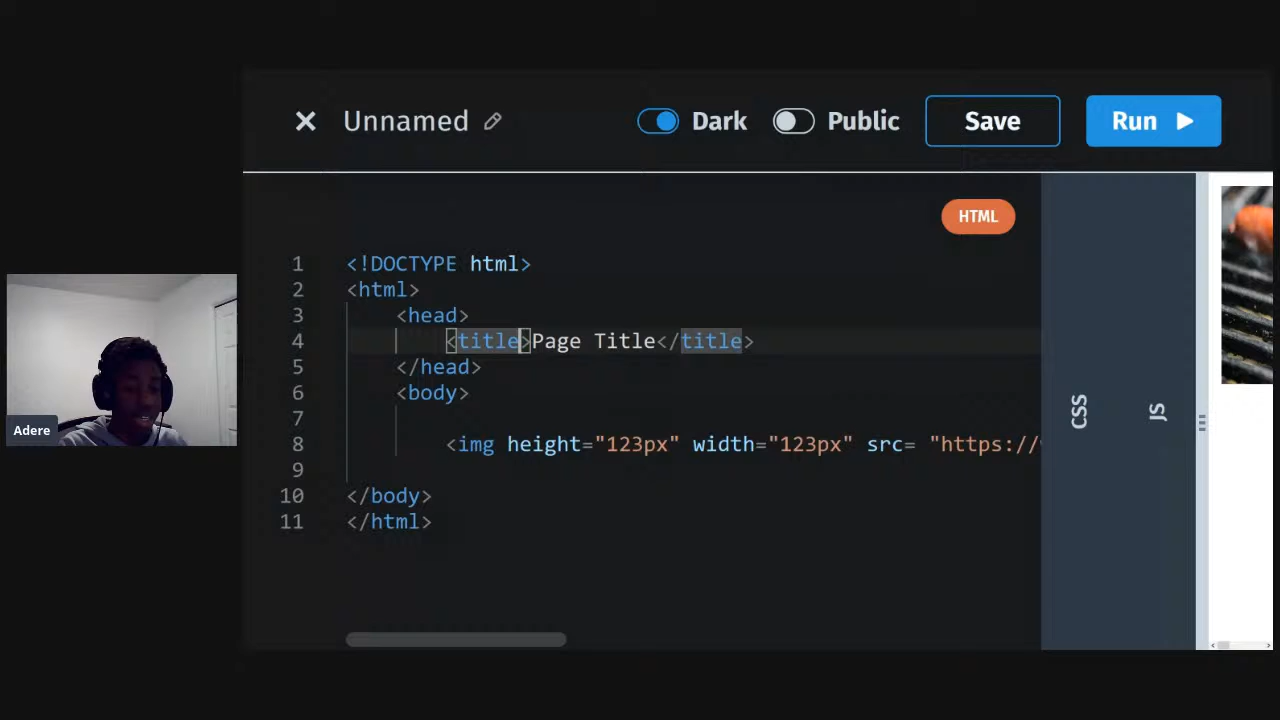 Unnamed
Dark
Public
Save
Run
HTML
1 <!DOCTYPE html>
2 <html>
3 <head>
4 <title>Page Title</title>
5 </head>
6 <body>
7
8 <img height="123px" width="123px" src= "https://
9
10 </body>
11 </html>
CSS
JS
Adere